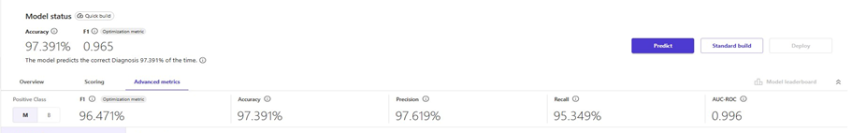 Model status Quick build
Accuracy F1 Optimization metric
97.391% 0.965
Predict Standard build Deploy
The model predicts the correct Diagnosis 97.391% of the time.
Overview Scoring Advanced metrics Model leaderboard
Positive Class F1 Optimization metric Accuracy Precision Recall AUC-ROC
M B 96.471% 97.391% 97.619% 95.349% 0.996